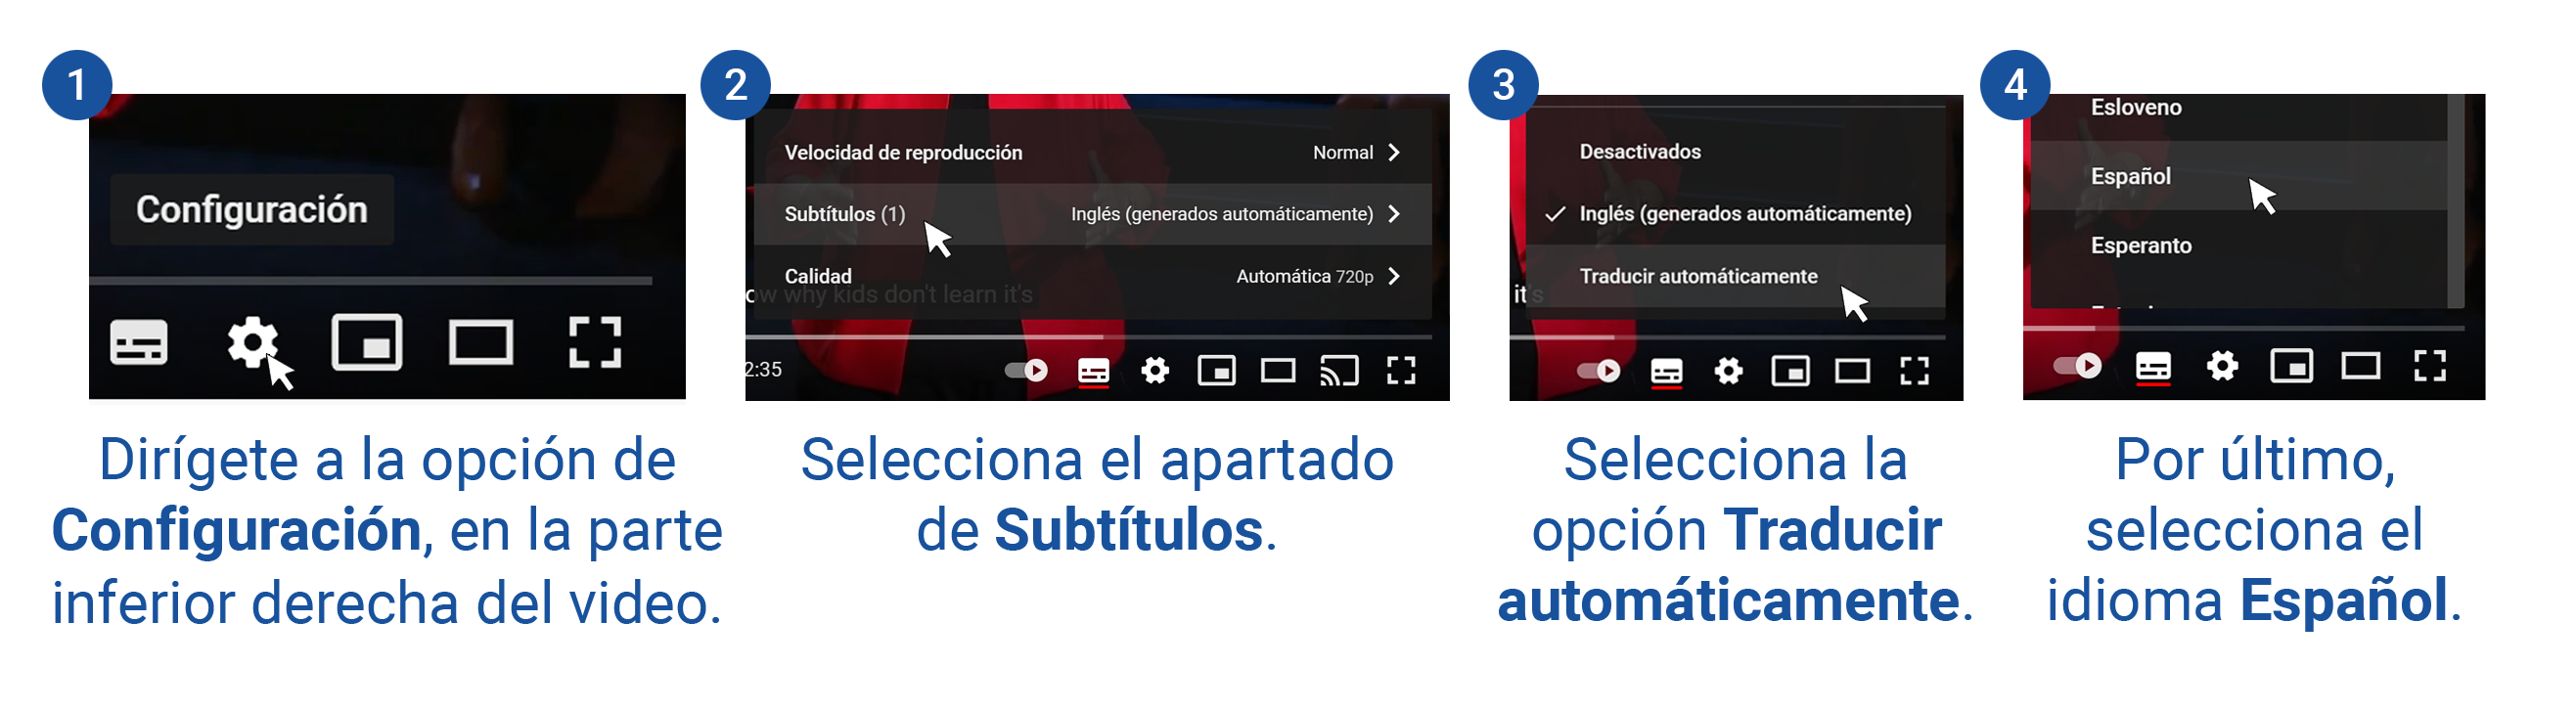 1
Configuración
Dirígete a la opción de
Configuración, en la parte
inferior derecha del video.
2
Velocidad de reproducción Normal
Subtítulos (1) Inglés (generados automáticamente)
Calidad Automática 720p
ow why kids don't learn it's
2:35
Selecciona el apartado
de Subtítulos.
3
Desactivados
Inglés (generados automáticamente)
Traducir automáticamente
it's
Selecciona la
opción Traducir
automáticamente.
4
Esloveno
Español
Esperanto
Por último,
selecciona el
idioma Español.